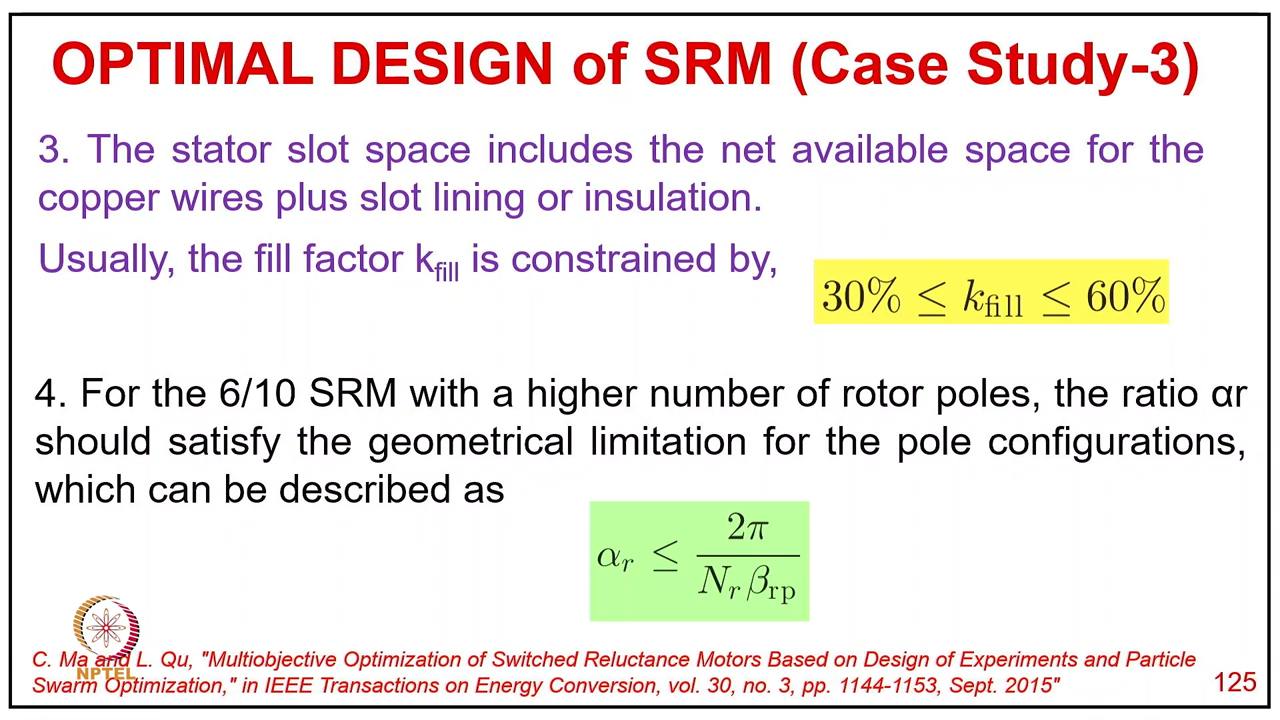 OPTIMAL DESIGN of SRM (Case Study-3)
3. The stator slot space includes the net available space for the
copper wires plus slot lining or insulation.
Usually, the fill factor k_fill is constrained by,
30% ≤ k_fill ≤ 60%
4. For the 6/10 SRM with a higher number of rotor poles, the ratio αr
should satisfy the geometrical limitation for the pole configurations,
which can be described as
α_r ≤ 2π / (N_r β_rp)
C. Ma and L. Qu, "Multiobjective Optimization of Switched Reluctance Motors Based on Design of Experiments and Particle
Swarm Optimization," in IEEE Transactions on Energy Conversion, vol. 30, no. 3, pp. 1144-1153, Sept. 2015"
NPTEL
125